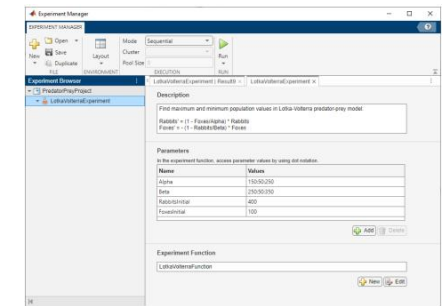 Experiment Manager
EXPERIMENT MANAGER
New
Open
Save
Duplicate
FILE
Layout
ENVIRONMENT
Mode Sequential
Cluster
Pool Size
EXECUTION
Run
RUN
Experiment Browser
PredatorPreyProject
LotkaVolterraExperiment
LotkaVolterraExperiment | Result8 × LotkaVolterraExperiment ×
Description
Find maximum and minimum population values in Lotka-Volterra predator-prey model
Rabbits' = (1 - Foxes/Alpha) * Rabbits
Foxes' = - (1 - Rabbits/Beta) * Foxes
Parameters
In the experiment function, access parameter values by using dot notation.
Name Values
Alpha 150:50:250
Beta 250:50:350
RabbitsInitial 400
FoxesInitial 100
Add Delete
Experiment Function
LotkaVolterraFunction
New Edit